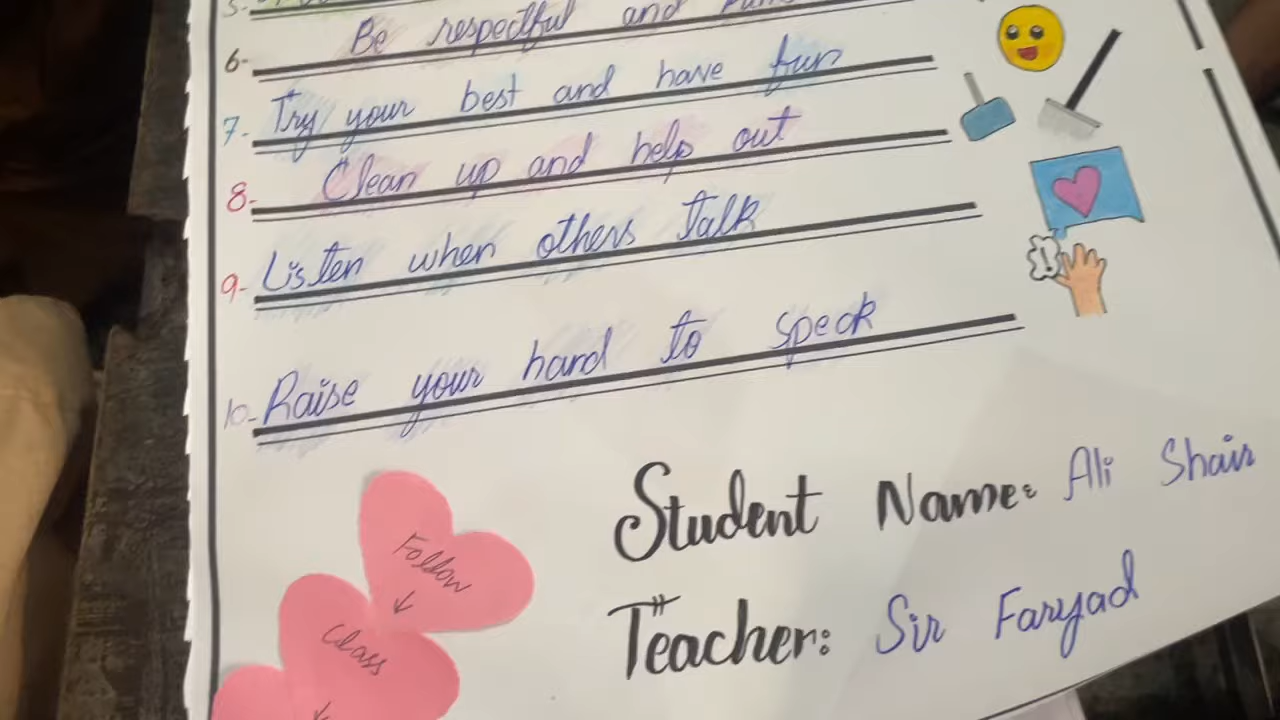 5-
6- Be respectful and
7- Try your best and have fun
8- Clean up and help out
9- Listen when others talk
10- Raise your hand to speak
!
Student Name: Ali Shair
Teacher: Sir Faryad
Follow
↓
Class
↓